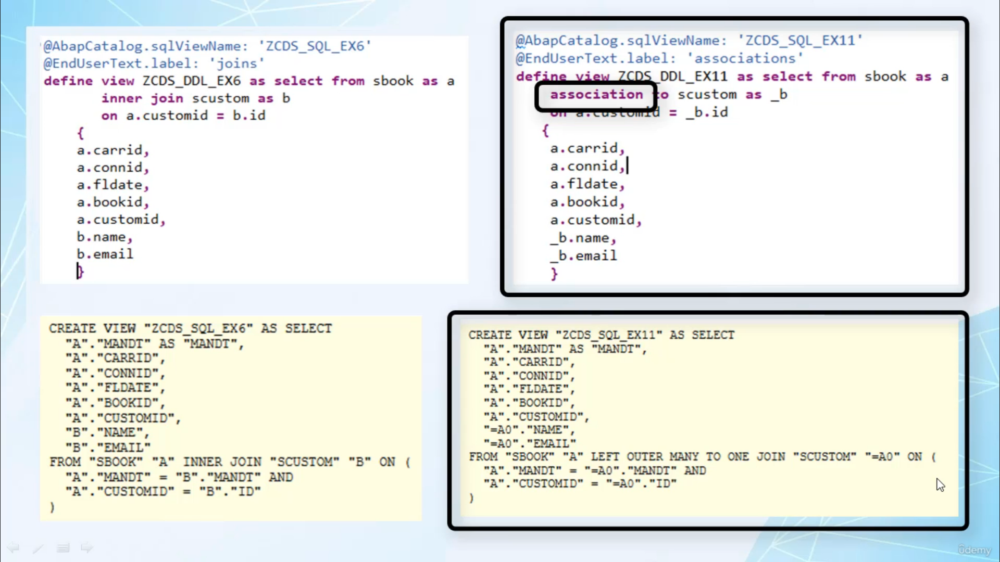 @AbapCatalog.sqlViewName: 'ZCDS_SQL_EX6'
@EndUserText.label: 'joins'
define view ZCDS_DDL_EX6 as select from sbook as a
inner join scustom as b
on a.customid = b.id
{
a.carrid,
a.connid,
a.fldate,
a.bookid,
a.customid,
b.name,
b.email
}
@AbapCatalog.sqlViewName: 'ZCDS_SQL_EX11'
@EndUserText.label: 'associations'
define view ZCDS_DDL_EX11 as select from sbook as a
association to scustom as _b
on a.customid = _b.id
{
a.carrid,
a.connid,
a.fldate,
a.bookid,
a.customid,
_b.name,
_b.email
}
CREATE VIEW "ZCDS_SQL_EX6" AS SELECT
"A"."MANDT" AS "MANDT",
"A"."CARRID",
"A"."CONNID",
"A"."FLDATE",
"A"."BOOKID",
"A"."CUSTOMID",
"B"."NAME",
"B"."EMAIL"
FROM "SBOOK" "A" INNER JOIN "SCUSTOM" "B" ON (
"A"."MANDT" = "B"."MANDT" AND
"A"."CUSTOMID" = "B"."ID"
)
CREATE VIEW "ZCDS_SQL_EX11" AS SELECT
"A"."MANDT" AS "MANDT",
"A"."CARRID",
"A"."CONNID",
"A"."FLDATE",
"A"."BOOKID",
"A"."CUSTOMID",
"=A0"."NAME",
"=A0"."EMAIL"
FROM "SBOOK" "A" LEFT OUTER MANY TO ONE JOIN "SCUSTOM" "=A0" ON (
"A"."MANDT" = "=A0"."MANDT" AND
"A"."CUSTOMID" = "=A0"."ID"
)
ûdemy